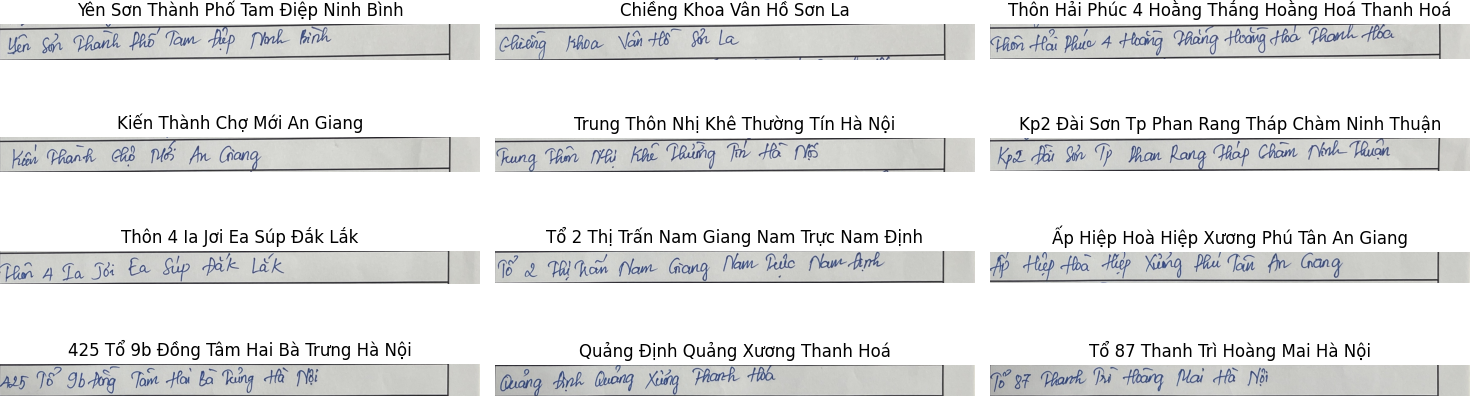 Yên Sơn Thành Phố Tam Điệp Ninh Bình
Yên Sơn Thành Phố Tam Điệp Ninh Bình
Chiềng Khoa Vân Hồ Sơn La
Chiềng Khoa Vân Hồ Sơn La
Thôn Hải Phúc 4 Hoằng Thắng Hoằng Hoá Thanh Hoá
Thôn Hải Phúc 4 Hoằng Thắng Hoằng Hoá Thanh Hóa
Kiến Thành Chợ Mới An Giang
Kiến Thành Chợ Mới An Giang
Trung Thôn Nhị Khê Thường Tín Hà Nội
Trung Thôn Nhị Khê Thường Tín Hà Nội
Kp2 Đài Sơn Tp Phan Rang Tháp Chàm Ninh Thuận
Kp2 Đài Sơn Tp Phan Rang Tháp Chàm Ninh Thuận
Thôn 4 Ia Jơi Ea Súp Đắk Lắk
Thôn 4 Ia Jơi Ea Súp Đắk Lắk
Tổ 2 Thị Trấn Nam Giang Nam Trực Nam Định
Tổ 2 Thị Trấn Nam Giang Nam Trực Nam Định
Ấp Hiệp Hoà Hiệp Xương Phú Tân An Giang
Ấp Hiệp Hoà Hiệp Xương Phú Tân An Giang
425 Tổ 9b Đồng Tâm Hai Bà Trưng Hà Nội
425 Tổ 9b Đồng Tâm Hai Bà Trưng Hà Nội
Quảng Định Quảng Xương Thanh Hoá
Quảng Định Quảng Xương Thanh Hoá
Tổ 87 Thanh Trì Hoàng Mai Hà Nội
Tổ 87 Thanh Trì Hoàng Mai Hà Nội